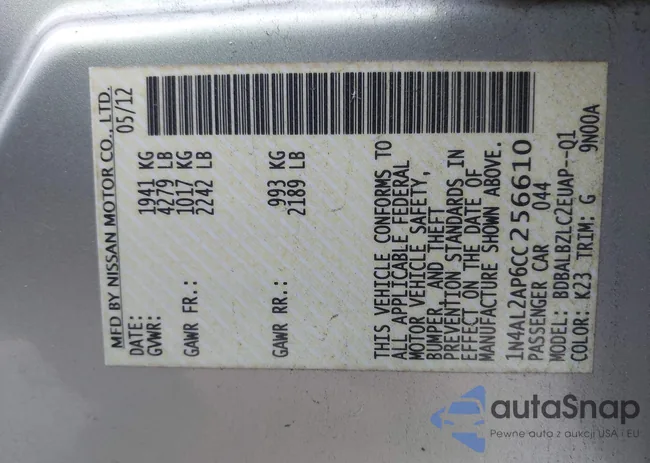 MFD BY NISSAN MOTOR CO., LTD.
DATE: 05/12
GVWR: 1941 KG
4279 LB
GAWR FR.: 1017 KG
2242 LB
GAWR RR.: 993 KG
2189 LB
THIS VEHICLE CONFORMS TO
ALL APPLICABLE FEDERAL
MOTOR VEHICLE SAFETY,
BUMPER, AND THEFT
PREVENTION STANDARDS IN
EFFECT ON THE DATE OF
MANUFACTURE SHOWN ABOVE.
1N4AL2AP6CC256610
PASSENGER CAR 044
MODEL: BDBALBZLC2EUAP--Q1
COLOR: K23 TRIM: G 9N00A
autaSnap
Pewne auto z aukcji USA i EU